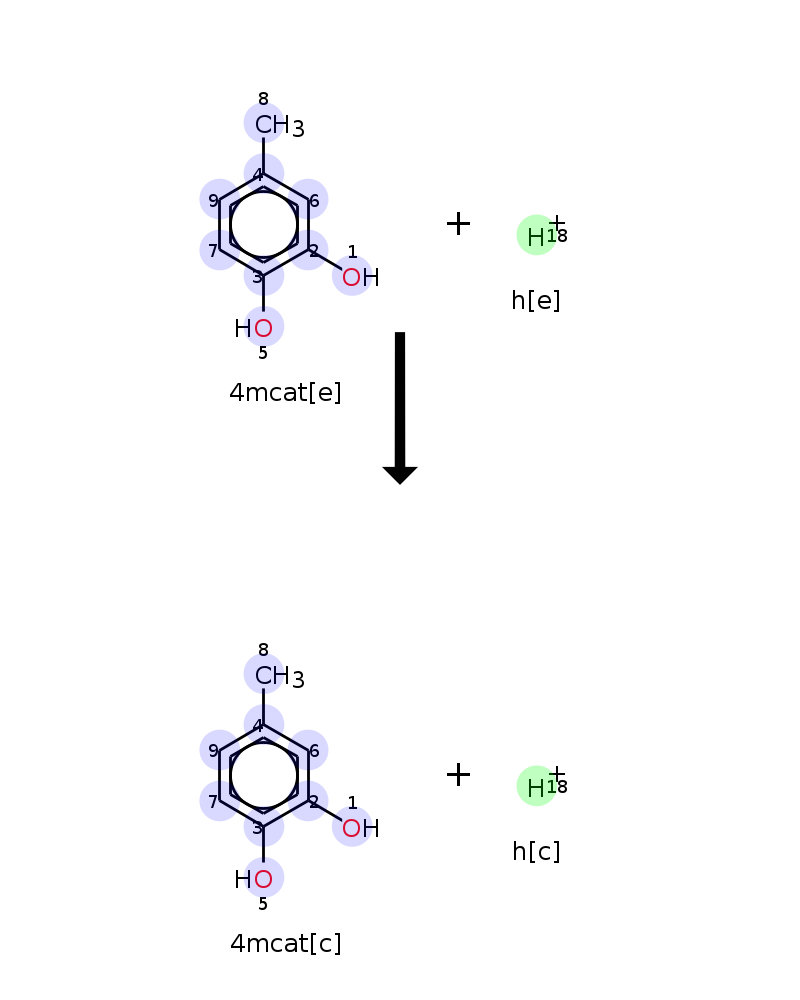 8
CH3
4
9 6
7 2 1
3 OH
HO
5
+ H+18
h[e]
4mcat[e]
8
CH3
4
9 6
7 2 1
3 OH
HO
5
+ H+18
h[c]
4mcat[c]